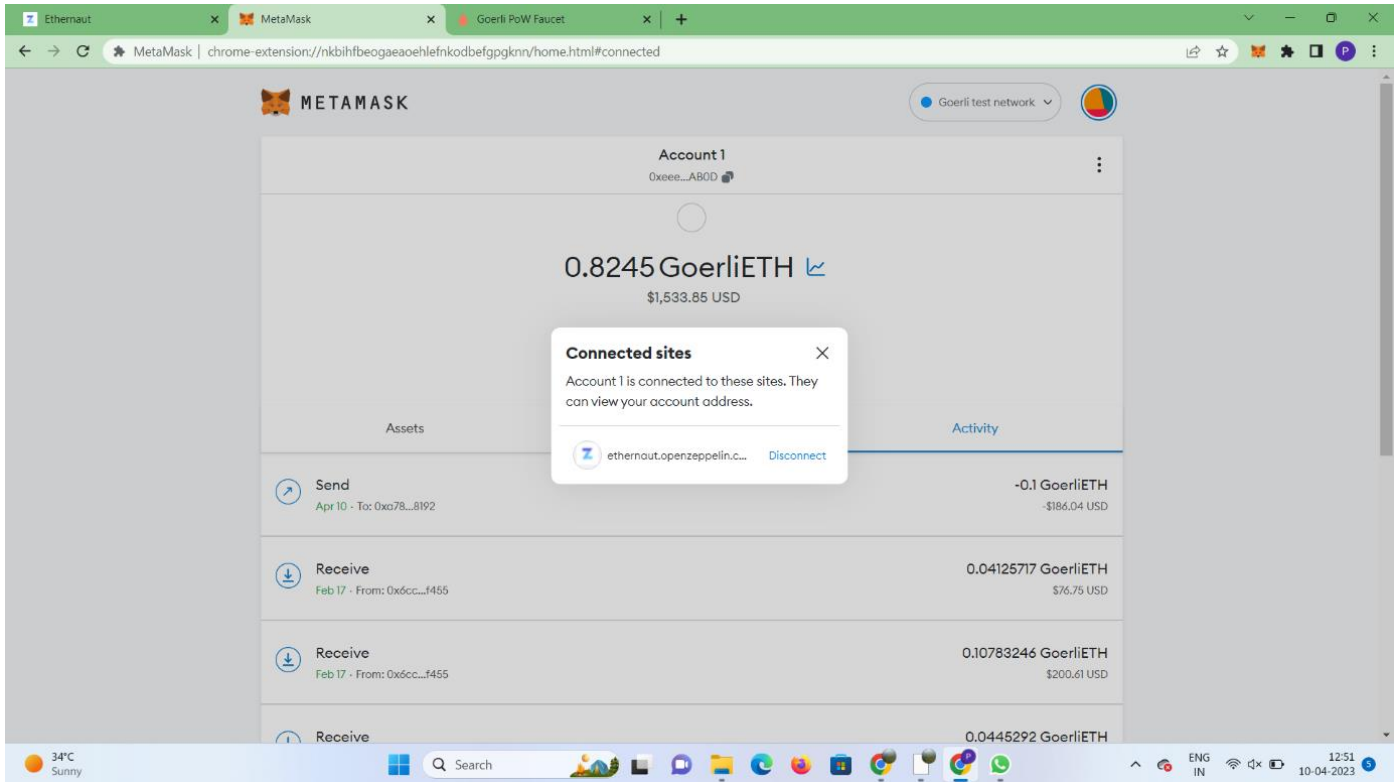 Ethernaut
MetaMask
Goerli PoW Faucet
MetaMask | chrome-extension://nkbihfbeogaeaoehlefnkodbefgpgknn/home.html#connected
P
METAMASK
Goerli test network
Account 1
0xeee...AB0D
0.8245 GoerliETH
$1,533.85 USD
Connected sites
Account 1 is connected to these sites. They
can view your account address.
ethernaut.openzeppelin.c... Disconnect
Assets Activity
Send -0.1 GoerliETH
Apr 10 · To: 0xa78...8192 -$186.04 USD
Receive 0.04125717 GoerliETH
Feb 17 · From: 0x6cc...f455 $76.75 USD
Receive 0.10783246 GoerliETH
Feb 17 · From: 0x6cc...f455 $200.61 USD
Receive 0.0445292 GoerliETH
34°C
Sunny
Search
ENG
IN
12:51
10-04-2023
5